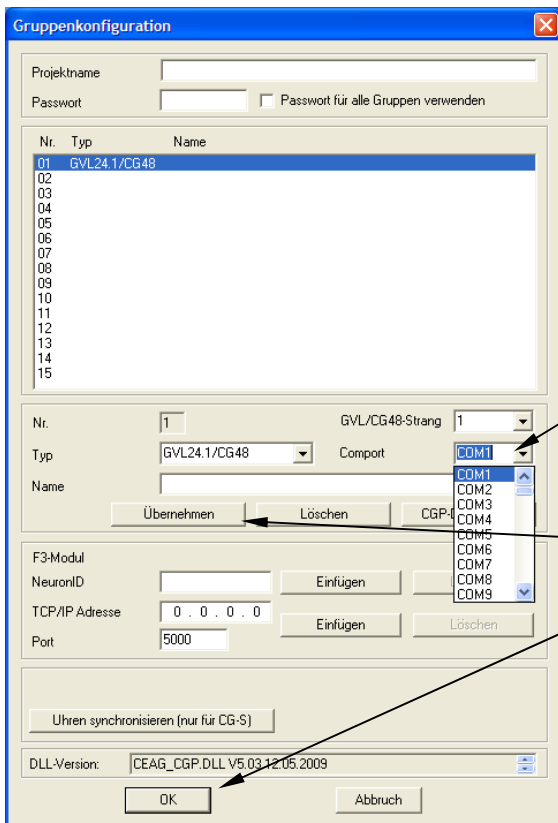 Gruppenkonfiguration
Projektname
Passwort Passwort für alle Gruppen verwenden
Nr. Typ Name
01 GVL24.1/CG48
02
03
04
05
06
07
08
09
10
11
12
13
14
15
Nr. 1 GVL/CG48-Strang 1
Typ GVL24.1/CG48 Comport COM1
Name
COM1
COM2
COM3
COM4
COM5
COM6
COM7
COM8
COM9
Übernehmen Löschen
F3-Modul
NeuronID Einfügen
TCP/IP Adresse 0 . 0 . 0 . 0
Einfügen Löschen
Port 5000
Uhren synchronisieren (nur für CG-S)
DLL-Version: CEAG_CGP.DLL V5.03 12.05.2009
OK Abbruch